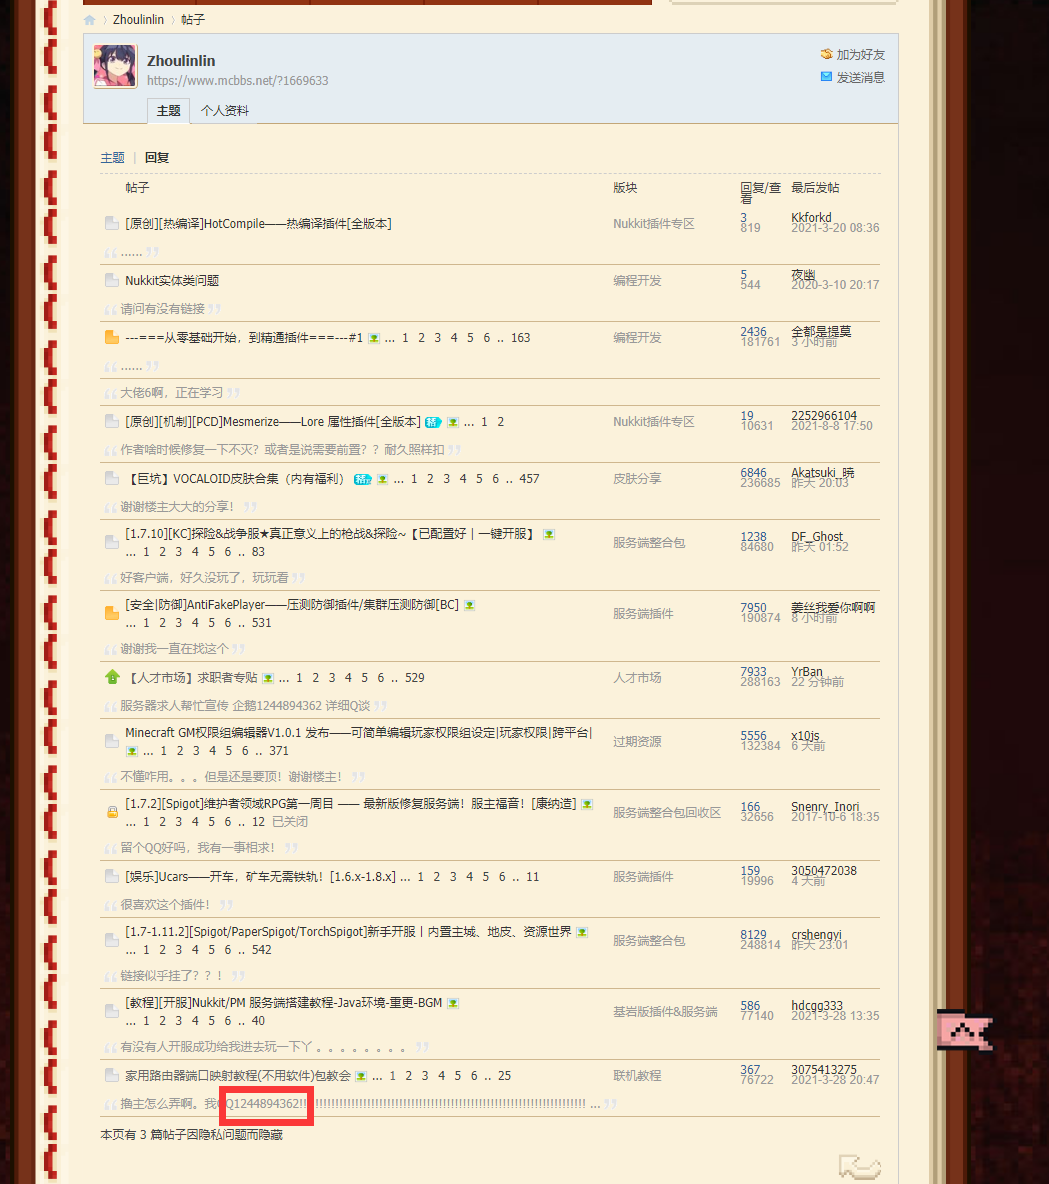 Zhoulinlin
帖子
Zhoulinlin
https://www.mcbbs.net/?1669633
加为好友
发送消息
主题 个人资料
主题 | 回复
帖子 版块 回复/查看 最后发帖
[原创][热编译]HotCompile——热编译插件[全版本] Nukkit插件专区 3 Kkforkd
819 2021-3-20 08:36
......
Nukkit实体类问题 编程开发 5 夜幽
544 2020-3-10 20:17
请问有没有链接
---===从零基础开始，到精通插件===---#1 ... 1 2 3 4 5 6 .. 163 编程开发 2436 全都是提莫
181761 3 小时前
......
大佬6啊，正在学习
[原创][机制][PCD]Mesmerize——Lore 属性插件[全版本] 精 ... 1 2 Nukkit插件专区 19 2252966104
10631 2021-8-8 17:50
作者啥时候修复一下不灭？或者是说需要前置？？耐久照样扣
【巨坑】VOCALOID皮肤合集（内有福利） 精 ... 1 2 3 4 5 6 .. 457 皮肤分享 6846 Akatsuki_暁
236685 昨天 20:03
谢谢楼主大大的分享！
[1.7.10][KC]探险&战争服★真正意义上的枪战&探险~【已配置好丨一键开服】
... 1 2 3 4 5 6 .. 83 服务端整合包 1238 DF_Ghost
84680 昨天 01:52
好客户端，好久没玩了，玩玩看
[安全|防御]AntiFakePlayer——压测防御插件/集群压测防御[BC]
... 1 2 3 4 5 6 .. 531 服务端插件 7950 姜丝我爱你啊啊
190874 8 小时前
谢谢我一直在找这个
【人才市场】求职者专贴 ... 1 2 3 4 5 6 .. 529 人才市场 7933 YrBan
288163 22 分钟前
服务器求人帮忙宣传 企鹅1244894362 详细Q谈
Minecraft GM权限组编辑器V1.0.1 发布——可简单编辑玩家权限组设定|玩家权限|跨平台|
... 1 2 3 4 5 6 .. 371 过期资源 5556 x10js
132384 6 天前
不懂咋用。。。但是还是要顶！谢谢楼主！
[1.7.2][Spigot]维护者领域RPG第一周目 —— 最新版修复服务端！服主福音！[康纳造]
... 1 2 3 4 5 6 .. 12 已关闭 服务端整合包回收区 166 Snenry_Inori
32656 2017-10-6 18:35
留个QQ好吗，我有一事相求！
[娱乐]Ucars——开车，矿车无需铁轨！[1.6.x-1.8.x] ... 1 2 3 4 5 6 .. 11 服务端插件 159 3050472038
19996 4 天前
很喜欢这个插件！
[1.7-1.11.2][Spigot/PaperSpigot/TorchSpigot]新手开服丨内置主城、地皮、资源世界
... 1 2 3 4 5 6 .. 542 服务端整合包 8129 crshengyi
248814 昨天 23:01
链接似乎挂了？？！
[教程][开服]Nukkit/PM 服务端搭建教程-Java环境-重更-BGM
... 1 2 3 4 5 6 .. 40 基岩版插件&服务端 586 hdcgg333
77140 2021-3-28 13:35
有没有人开服成功给我进去玩一下丫 。。。。。。。。
家用路由器端口映射教程(不用软件)包教会 ... 1 2 3 4 5 6 .. 25 联机教程 367 3075413275
76722 2021-3-28 20:47
撸主怎么弄啊。我QQ1244894362!!!!!!!!!!!!!!!!!!!!!!!!!!!!!!!!!!!!!!!!!!!!!!!!!!!!!!!!!!!!!!!!!!!!!!!! ...
本页有 3 篇帖子因隐私问题而隐藏